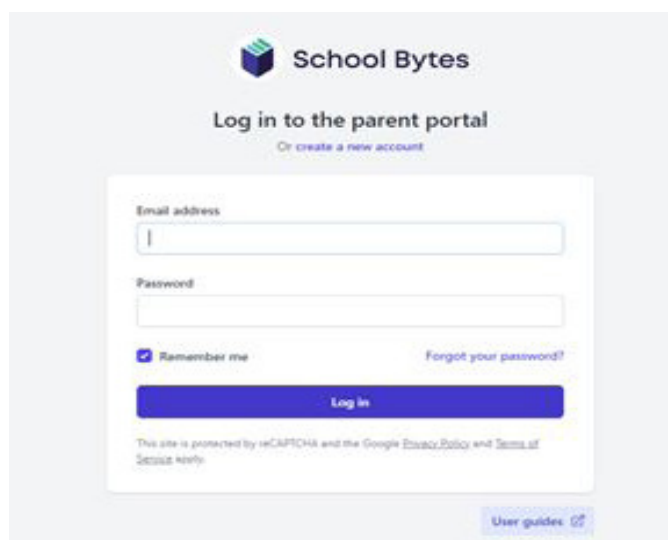 School Bytes
Log in to the parent portal
Or create a new account
Email address
Password
Remember me
Forgot your password?
Log in
This site is protected by reCAPTCHA and the Google Privacy Policy and Terms of
Service apply.
User guides